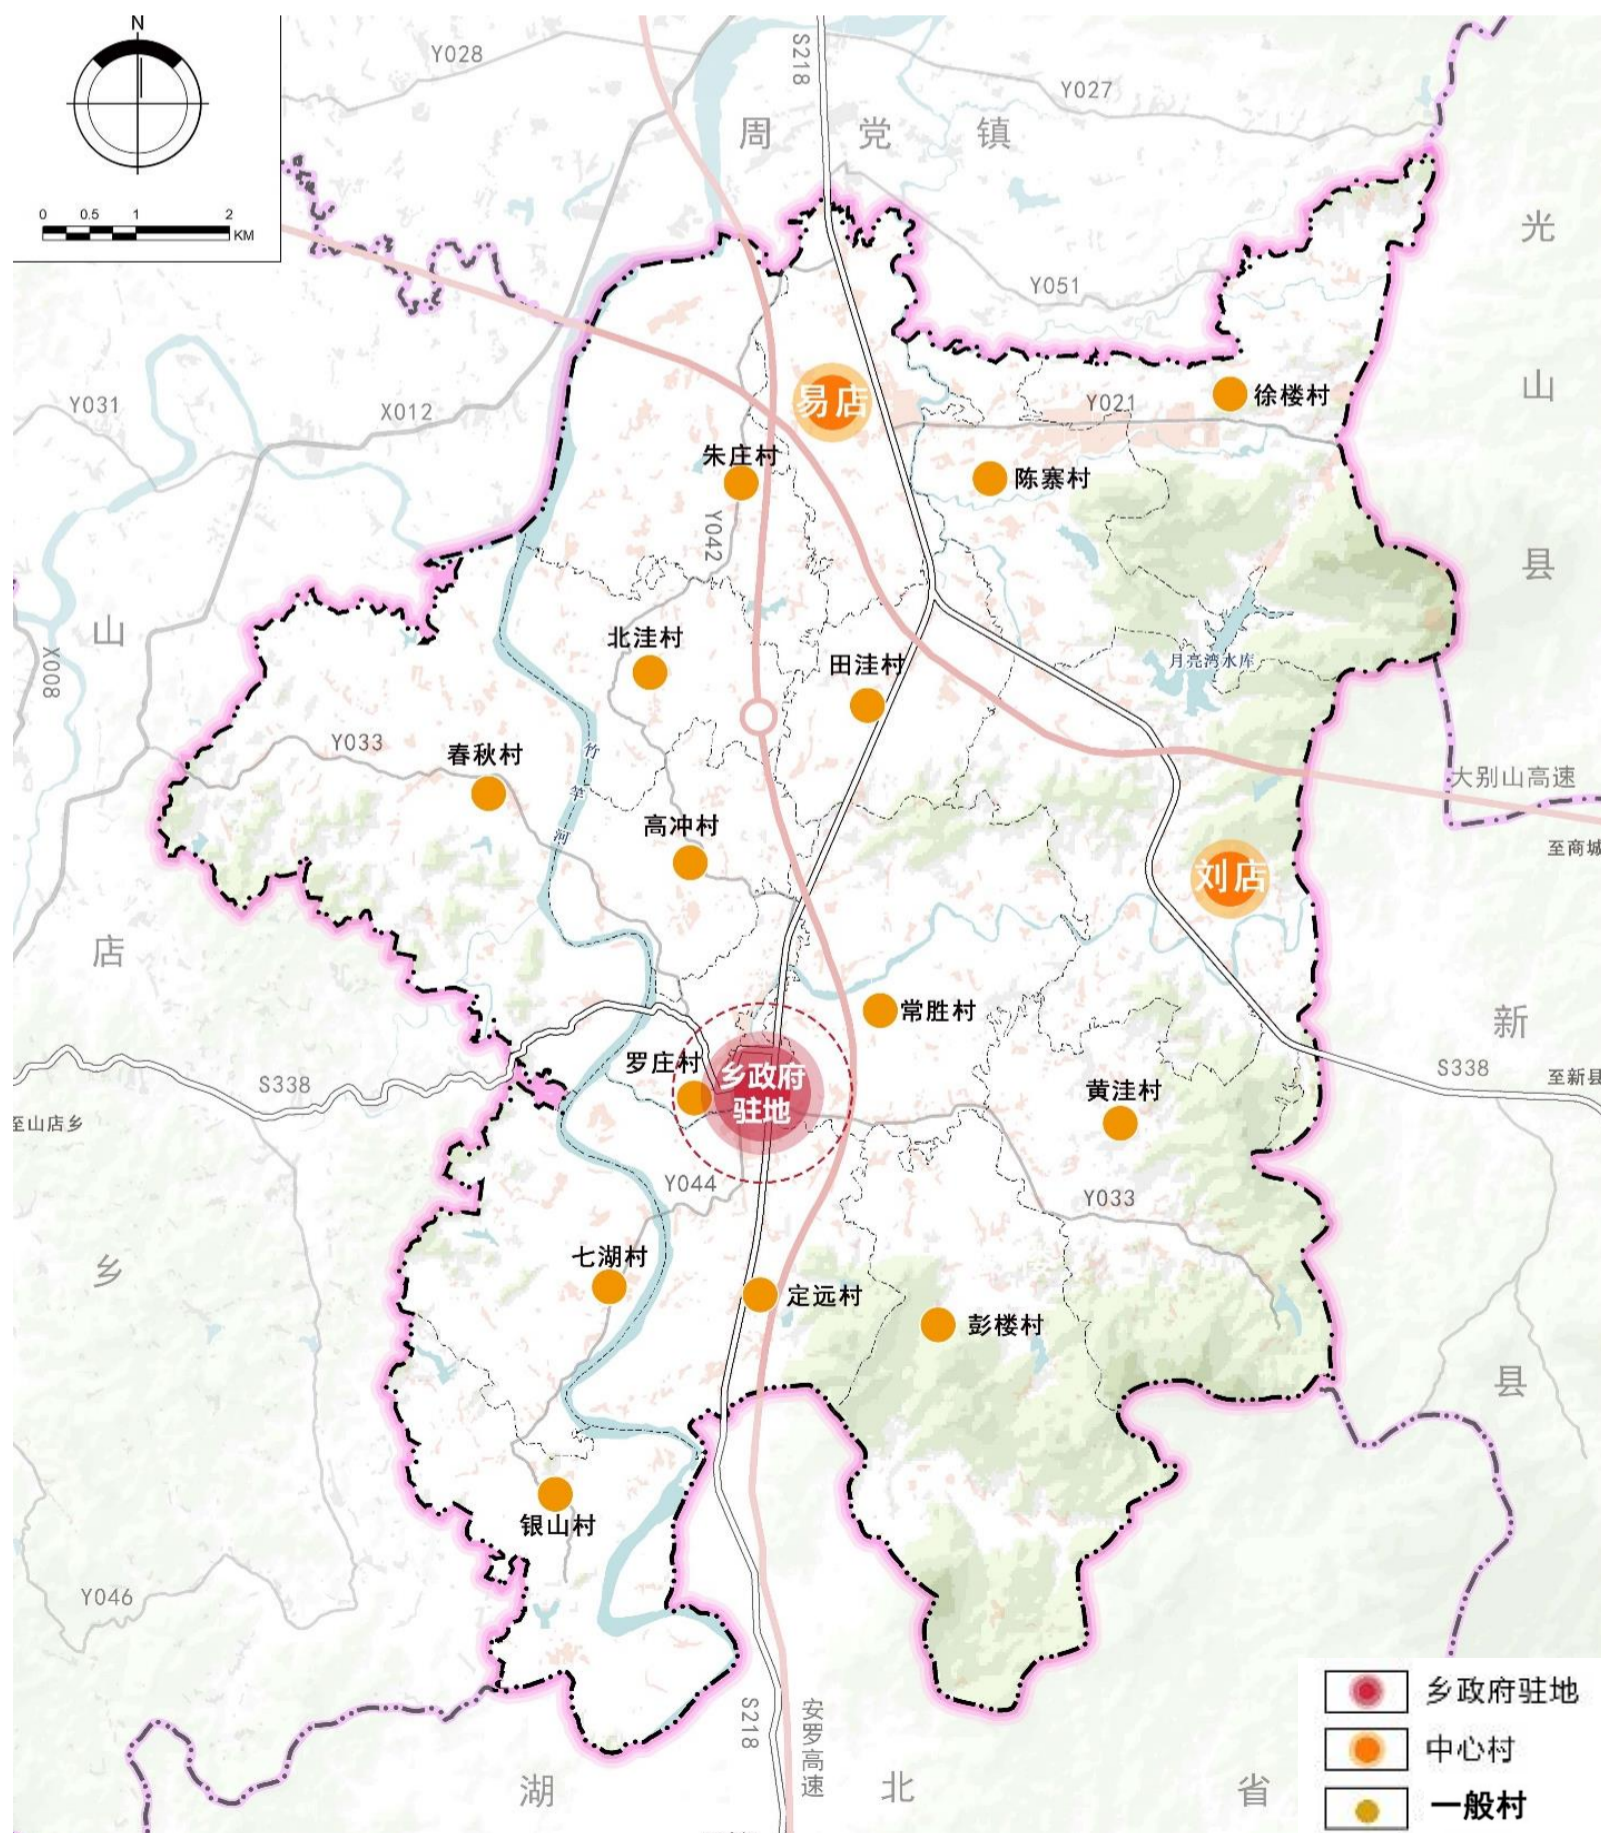 N
0 0.5 1 2
KM
Y028
S218
Y027
周党镇
光山县
Y051
Y031
X012
易店
Y021
徐楼村
朱庄村
陈寨村
Y042
山店乡
X008
北洼村
田洼村
月亮湾水库
Y033
春秋村
竹竿河
大别山高速
高冲村
至商城
刘店
常胜村
新县
罗庄村
乡政府
驻地
S338
S338
至新县
黄洼村
至山店乡
Y044
Y033
七湖村
定远村
彭楼村
银山村
Y046
S218
安罗高速
湖北省
乡政府驻地
中心村
一般村